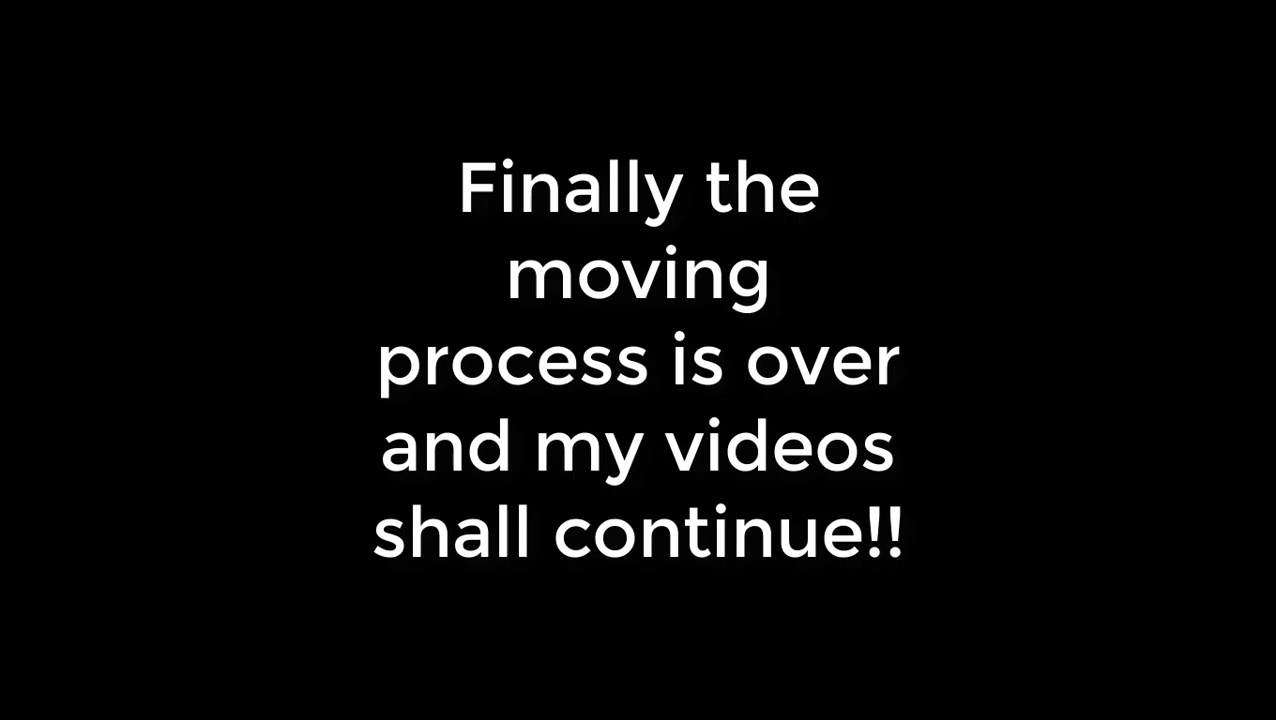 Finally the
moving
process is over
and my videos
shall continue!!